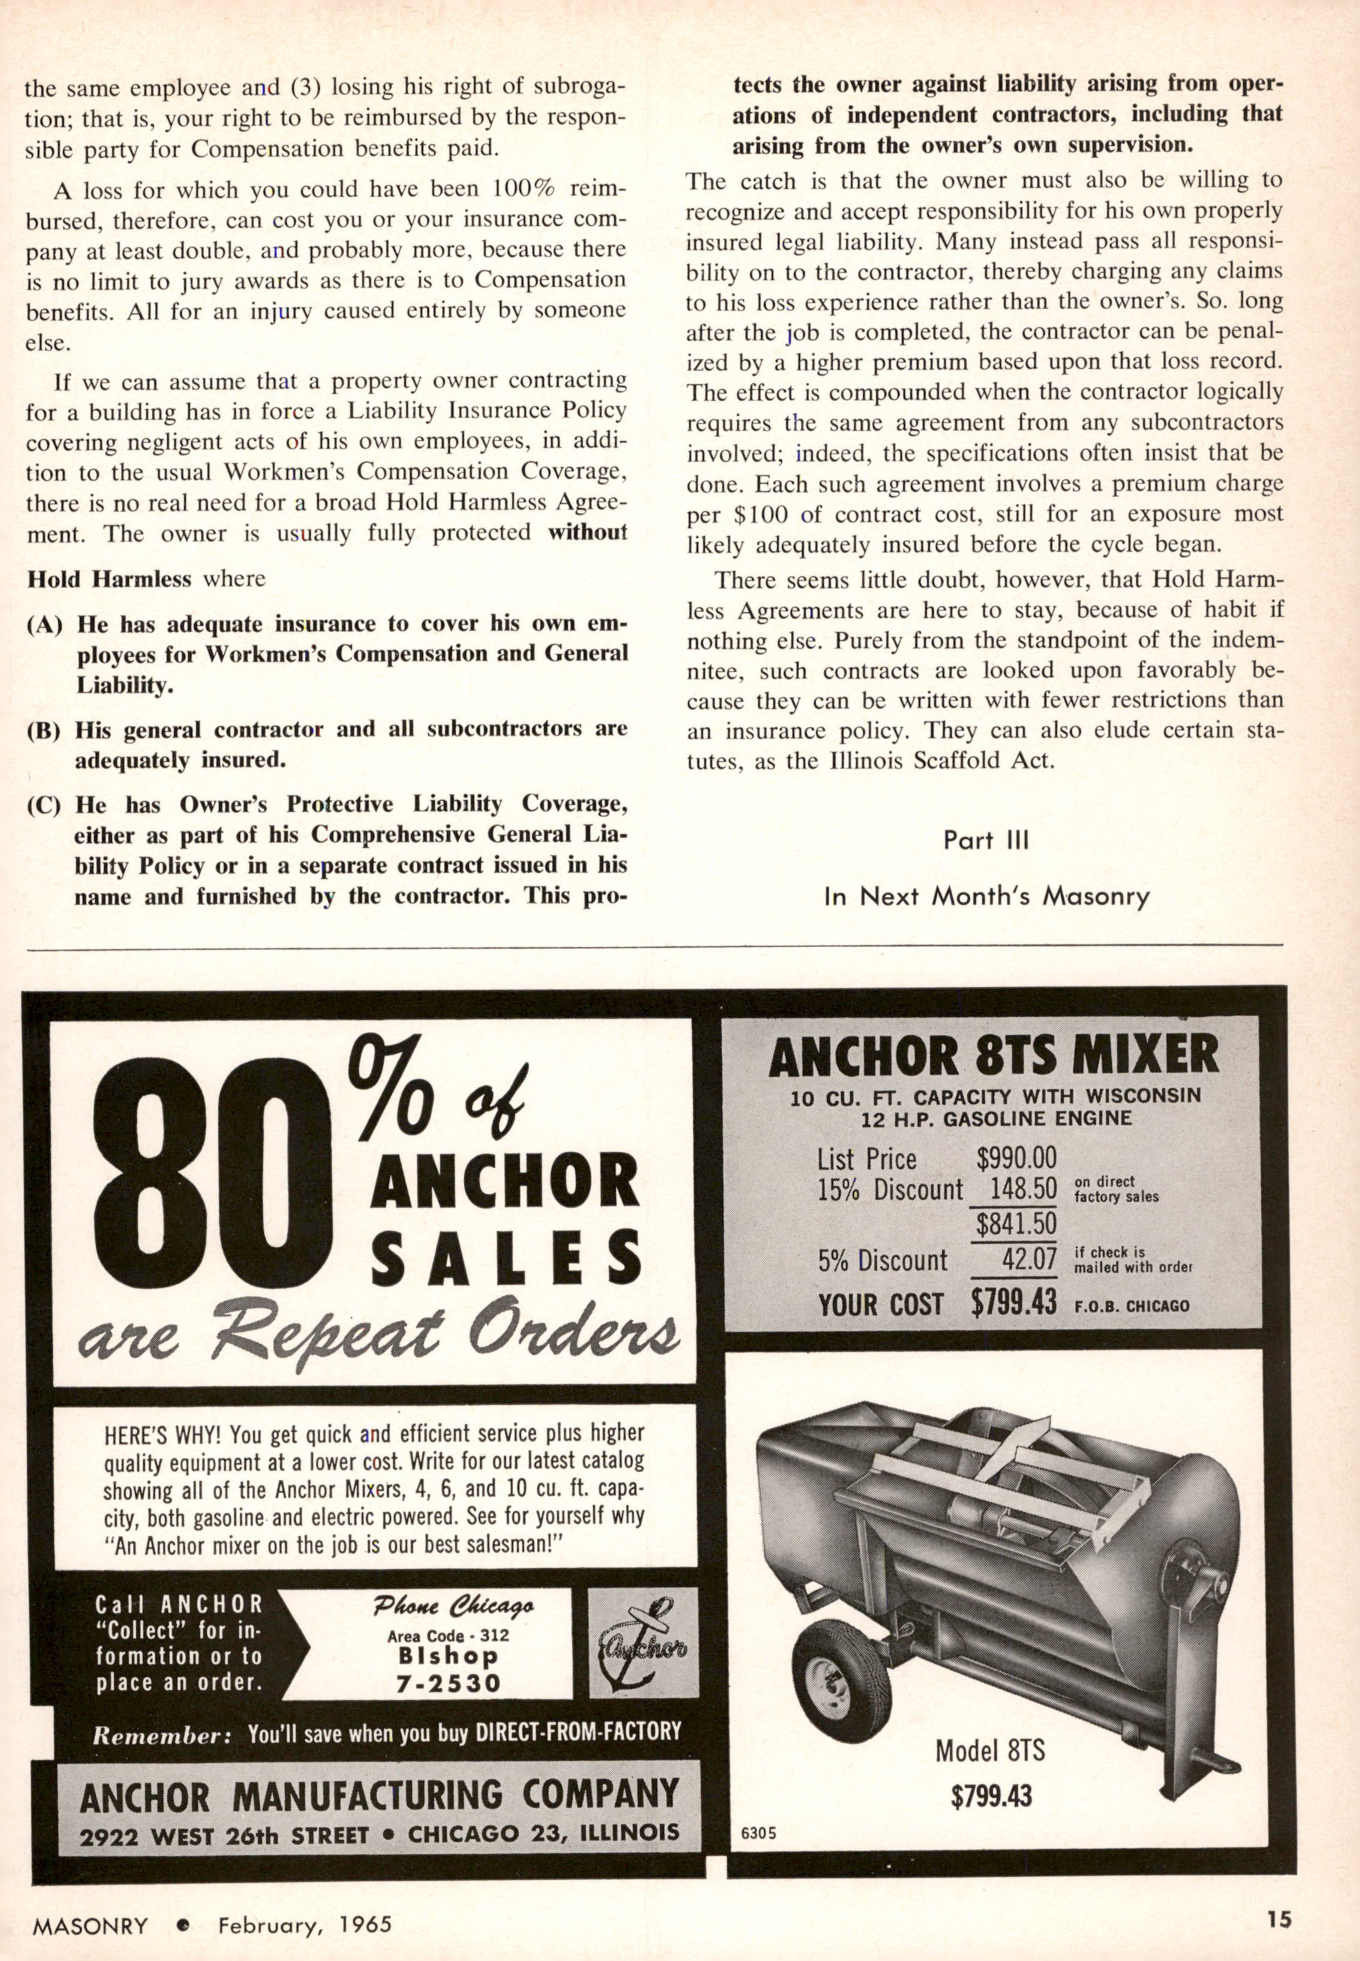 the same employee and (3) losing his right of subroga-
tion; that is, your right to be reimbursed by the respon-
sible party for Compensation benefits paid.
A loss for which you could have been 100% reim-
bursed, therefore, can cost you or your insurance com-
pany at least double, and probably more, because there
is no limit to jury awards as there is to Compensation
benefits. All for an injury caused entirely by someone
else.
If we can assume that a property owner contracting
for a building has in force a Liability Insurance Policy
covering negligent acts of his own employees, in addi-
tion to the usual Workmen's Compensation Coverage,
there is no real need for a broad Hold Harmless Agree-
ment. The owner is usually fully protected without
Hold Harmless where
(A) He has adequate insurance to cover his own em-
ployees for Workmen's Compensation and General
Liability.
(B) His general contractor and all subcontractors are
adequately insured.
(C) He has Owner's Protective Liability Coverage,
either as part of his Comprehensive General Lia-
bility Policy or in a separate contract issued in his
name and furnished by the contractor. This pro-
tects the owner against liability arising from oper-
ations of independent contractors, including that
arising from the owner's own supervision.
The catch is that the owner must also be willing to
recognize and accept responsibility for his own properly
insured legal liability. Many instead pass all responsi-
bility on to the contractor, thereby charging any claims
to his loss experience rather than the owner's. So. long
after the job is completed, the contractor can be penal-
ized by a higher premium based upon that loss record.
The effect is compounded when the contractor logically
requires the same agreement from any subcontractors
involved; indeed, the specifications often insist that be
done. Each such agreement involves a premium charge
per $100 of contract cost, still for an exposure most
likely adequately insured before the cycle began.
There seems little doubt, however, that Hold Harm-
less Agreements are here to stay, because of habit if
nothing else. Purely from the standpoint of the indem-
nitee, such contracts are looked upon favorably be-
cause they can be written with fewer restrictions than
an insurance policy. They can also elude certain sta-
tutes, as the Illinois Scaffold Act.
Part III
In Next Month's Masonry
80% of
ANCHOR
SALES
are Repeat Orders
HERE'S WHY! You get quick and efficient service plus higher
quality equipment at a lower cost. Write for our latest catalog
showing all of the Anchor Mixers, 4, 6, and 10 cu. ft. capa-
city, both gasoline and electric powered. See for yourself why
"An Anchor mixer on the job is our best salesman!"
Call ANCHOR
"Collect" for in-
formation or to
place an order.
Phone Chicago
Area Code - 312
BIshop
7-2530
Anchor
Remember: You'll save when you buy DIRECT-FROM-FACTORY
ANCHOR MANUFACTURING COMPANY
2922 WEST 26th STREET • CHICAGO 23, ILLINOIS
ANCHOR 8TS MIXER
10 CU. FT. CAPACITY WITH WISCONSIN
12 H.P. GASOLINE ENGINE
List Price $990.00
15% Discount 148.50 on direct factory sales
$841.50
5% Discount 42.07 if check is mailed with order
YOUR COST $799.43 F.O.B. CHICAGO
Model 8TS
$799.43
6305
MASONRY • February, 1965
15